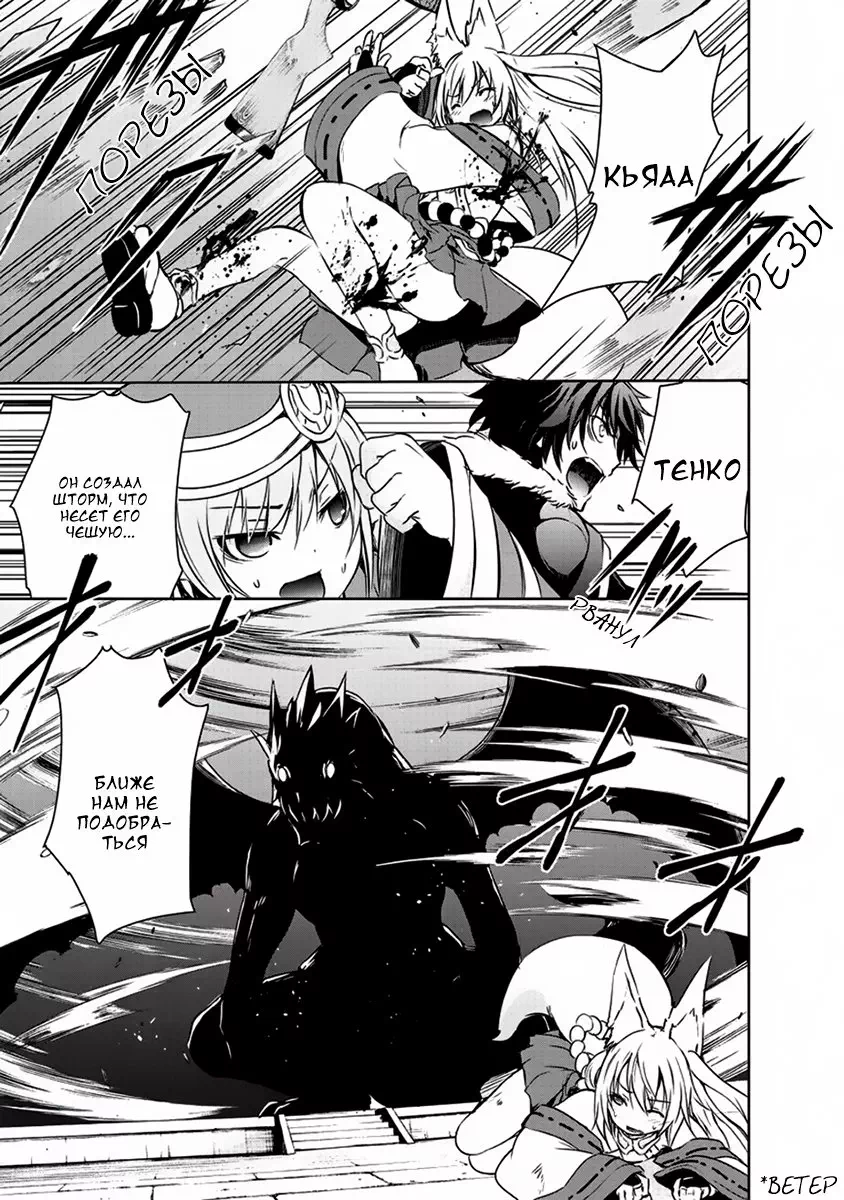 ПОРЕЗЫ
КЬЯАА
ПОРЕЗЫ
ОН СОЗДАЛ
ШТОРМ, ЧТО
НЕСЕТ ЕГО
ЧЕШУЮ...
ТЕНКО
РВАНУЛ
БЛИЖЕ
НАМ НЕ
ПОДОБРА-
ТЬСЯ
*ВЕТЕР